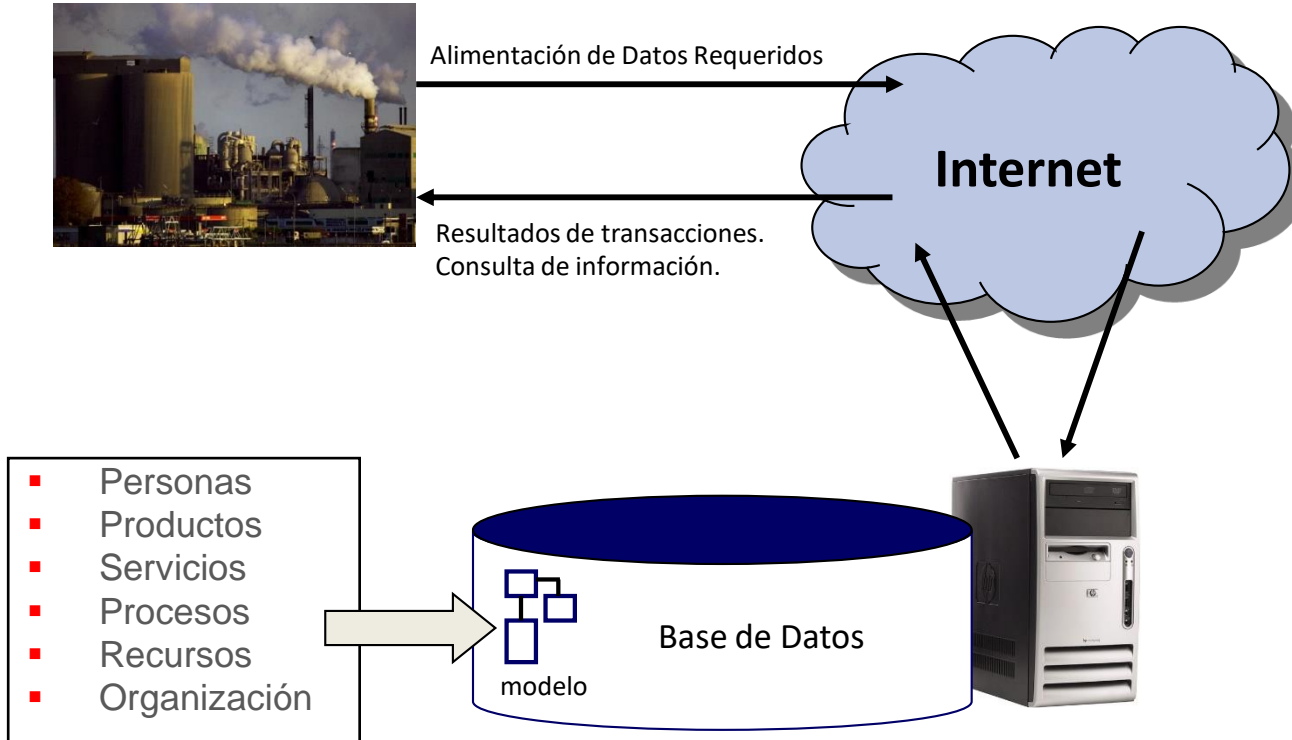 Alimentación de Datos Requeridos
Internet
Resultados de transacciones.
Consulta de información.
▪ Personas
▪ Productos
▪ Servicios
▪ Procesos
▪ Recursos
▪ Organización
Base de Datos
modelo
hp